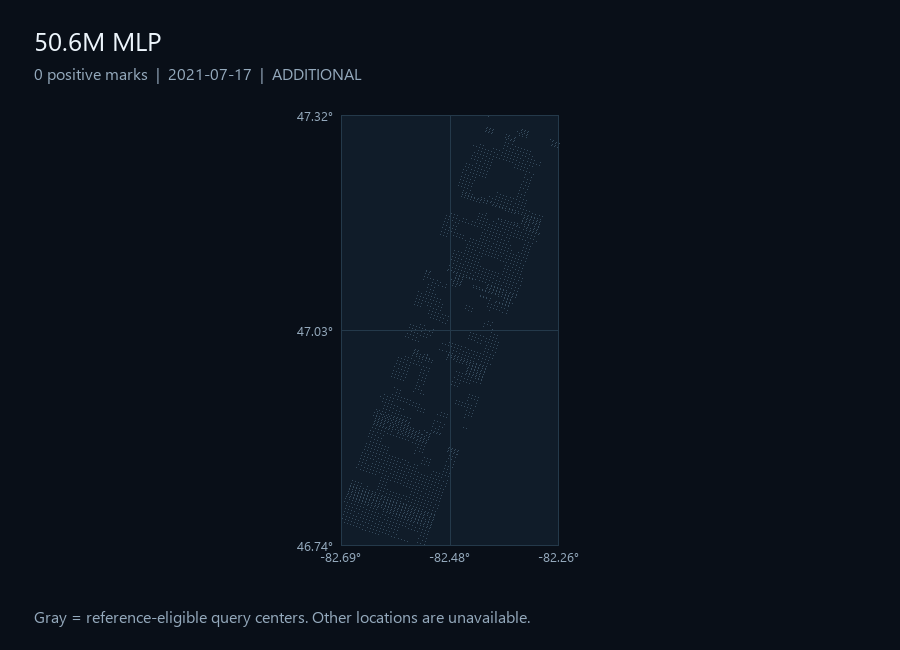 50.6M MLP
0 positive marks | 2021-07-17 | ADDITIONAL
47.32°
47.03°
46.74°
-82.69° -82.48° -82.26°
Gray = reference-eligible query centers. Other locations are unavailable.